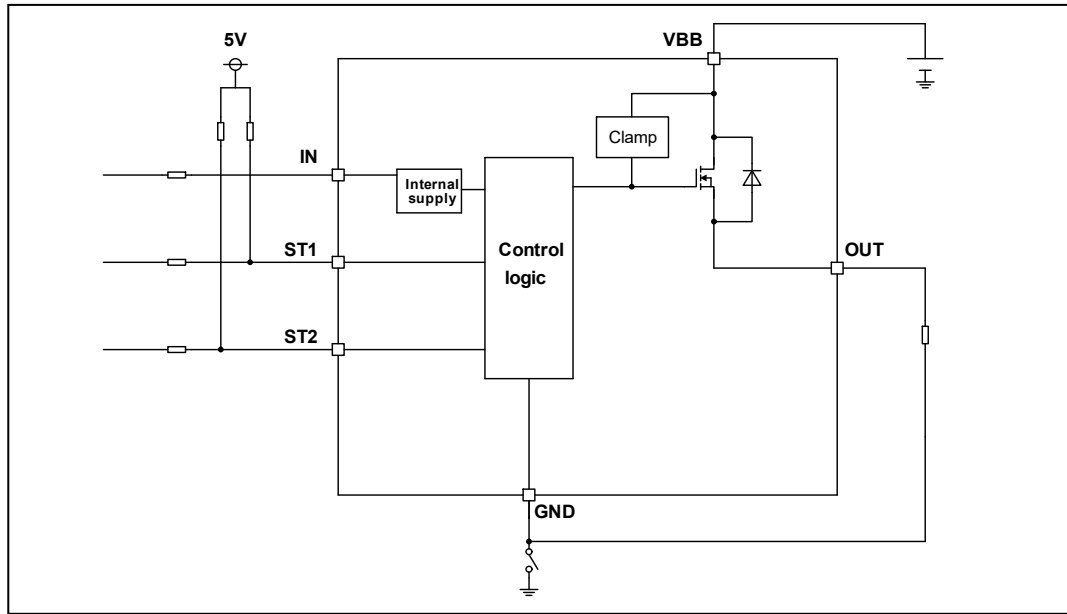 5V
VBB
Clamp
IN
Internal
supply
ST1
Control
logic
OUT
ST2
GND